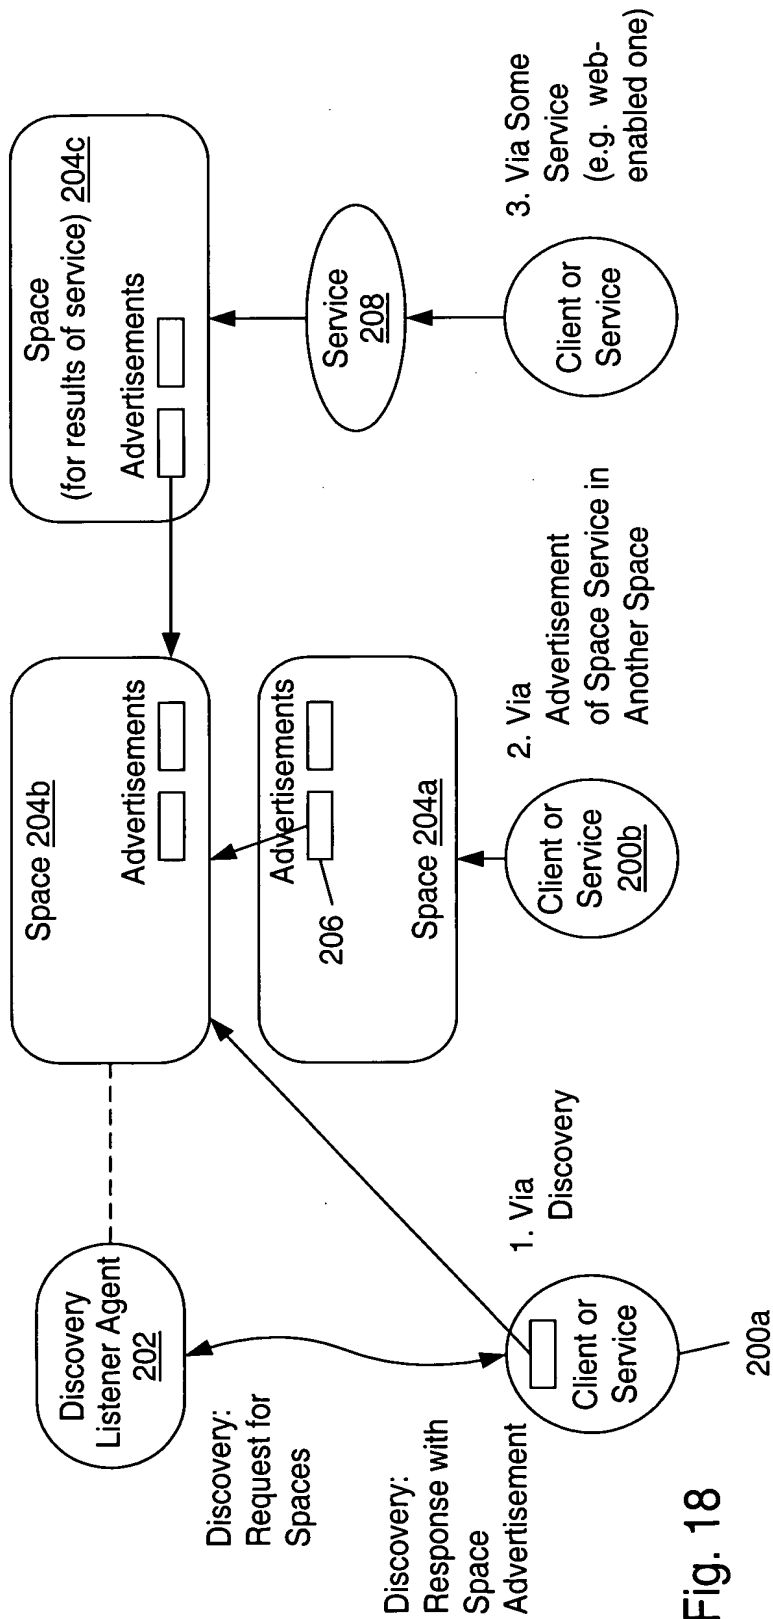 Discovery
Listener Agent
202
Discovery:
Request for
Spaces
Discovery:
Response with
Space
Advertisement
Client or
Service
200a
1. Via
Discovery
Space 204b
Advertisements
Advertisements
206
Space 204a
Client or
Service
200b
2. Via
Advertisement
of Space Service in
Another Space
Space
(for results of service) 204c
Advertisements
Service
208
Client or
Service
3. Via Some
Service
(e.g. web-
enabled one)
Fig. 18